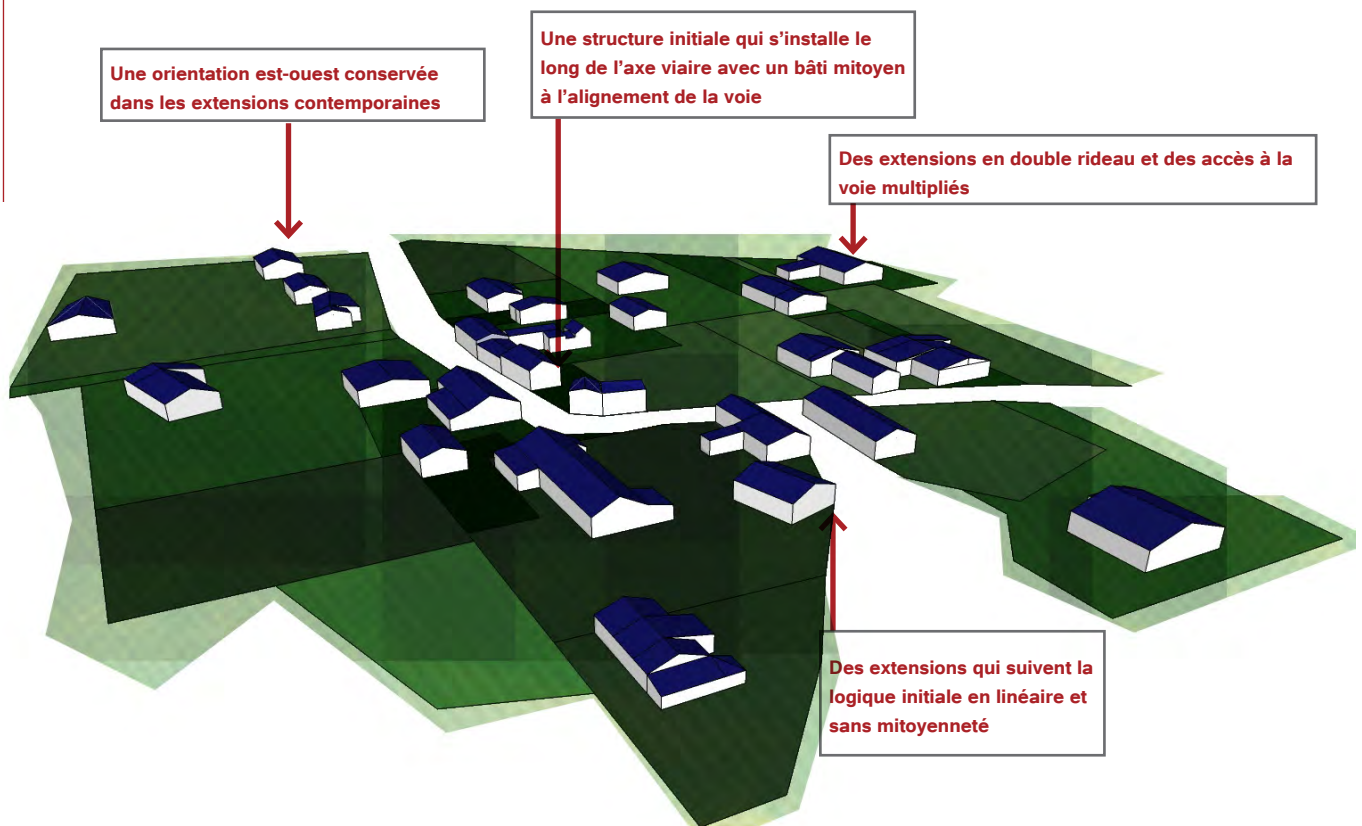 Une orientation est-ouest conservée
dans les extensions contemporaines
Une structure initiale qui s’installe le
long de l’axe viaire avec un bâti mitoyen
à l’alignement de la voie
Des extensions en double rideau et des accès à la
voie multipliés
Des extensions qui suivent la
logique initiale en linéaire et
sans mitoyenneté